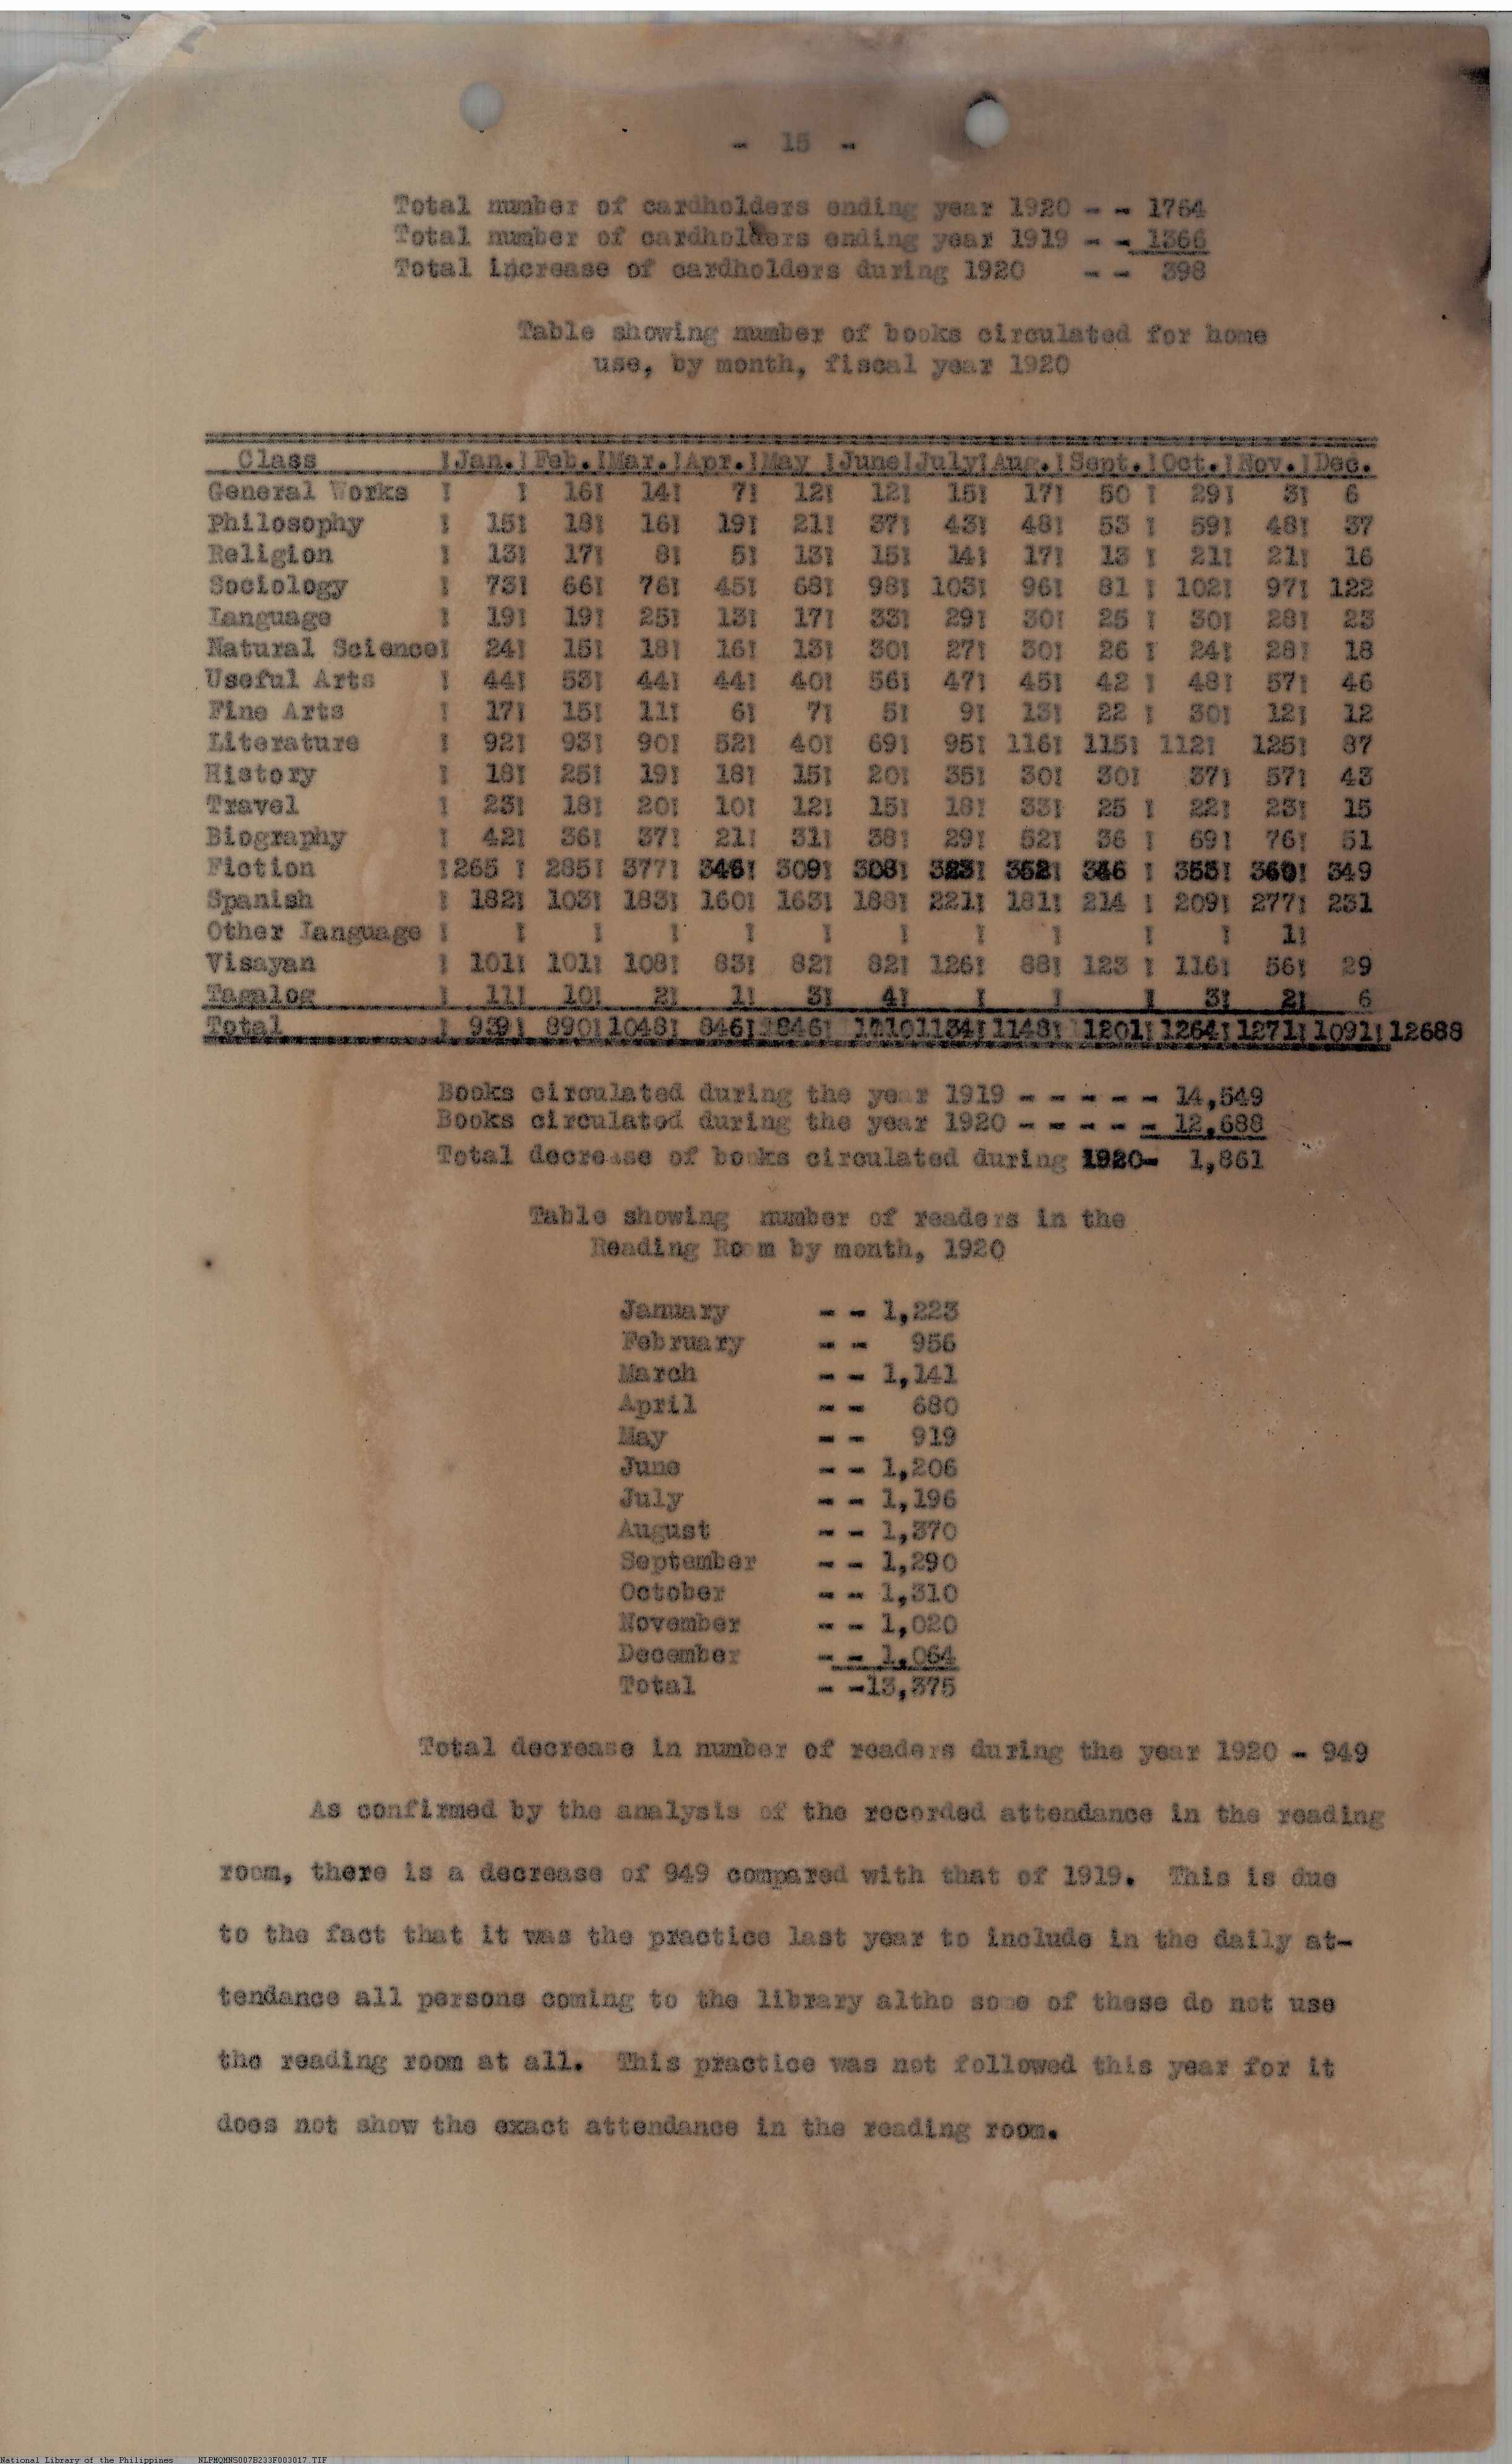 - 15 -
Total number of cardholders ending year 1920 - - 1764
Total number of cardholders ending year 1919 - - 1366
Total increase of cardholders during 1920 - - 398
Table showing number of books circulated for home
use, by month, fiscal year 1920
Class ! Jan. ! Feb. ! Mar. ! Apr. ! May ! June ! July ! Aug. ! Sept. ! Oct. ! Nov. ! Dec.
General Works ! ! 16! 14! 7! 12! 12! 15! 17! 50 ! 29! 3! 6
Philosophy ! 15! 18! 16! 19! 21! 37! 43! 48! 53 ! 59! 48! 37
Religion ! 13! 17! 8! 5! 13! 15! 14! 17! 13 ! 21! 21! 16
Sociology ! 73! 66! 76! 45! 68! 98! 103! 96! 81 ! 102! 97! 122
Language ! 19! 19! 25! 13! 17! 33! 29! 30! 25 ! 30! 28! 23
Natural Science! 24! 15! 18! 16! 13! 30! 27! 30! 26 ! 24! 28! 18
Useful Arts ! 44! 53! 44! 44! 40! 56! 47! 45! 42 ! 48! 57! 46
Fine Arts ! 17! 15! 11! 6! 7! 5! 9! 13! 22 ! 30! 12! 12
Literature ! 92! 93! 90! 52! 40! 69! 95! 116! 115! 112! 125! 87
History ! 18! 25! 19! 18! 15! 20! 35! 30! 30! 37! 57! 43
Travel ! 23! 18! 20! 10! 12! 15! 18! 33! 25 ! 22! 23! 15
Biography ! 42! 36! 37! 21! 31! 38! 29! 52! 36 ! 69! 76! 51
Fiction !265 ! 285! 377! 346! 309! 308! 323! 352! 346 ! 353! 360! 349
Spanish ! 182! 103! 183! 160! 163! 188! 221! 181! 214 ! 209! 277! 231
Other Language ! ! ! ! ! ! ! ! ! ! ! 1!
Visayan ! 101! 101! 108! 83! 82! 82! 126! 88! 123 ! 116! 56! 29
Tagalog ! 11! 10! 2! 1! 3! 4! ! ! ! 3! 2! 6
Total ! 939! 890! 1048! 846! 846! 1010! 1134! 1148! 1201! 1264! 1271! 1091! 12688
Books circulated during the year 1919 - - - - - 14,549
Books circulated during the year 1920 - - - - - 12,688
Total decrease of books circulated during 1920- 1,861
Table showing number of readers in the
Reading Room by month, 1920
January - - 1,223
February - - 956
March - - 1,141
April - - 680
May - - 919
June - - 1,206
July - - 1,196
August - - 1,370
September - - 1,290
October - - 1,310
November - - 1,020
December - - 1,064
Total - -13,375
Total decrease in number of readers during the year 1920 - 949
As confirmed by the analysis of the recorded attendance in the reading
room, there is a decrease of 949 compared with that of 1919. This is due
to the fact that it was the practice last year to include in the daily at-
tendance all persons coming to the library altho some of these do not use
the reading room at all. This practice was not followed this year for it
does not show the exact attendance in the reading room.
National Library of the Philippines NLPMQMNS007B233F003017.TIF